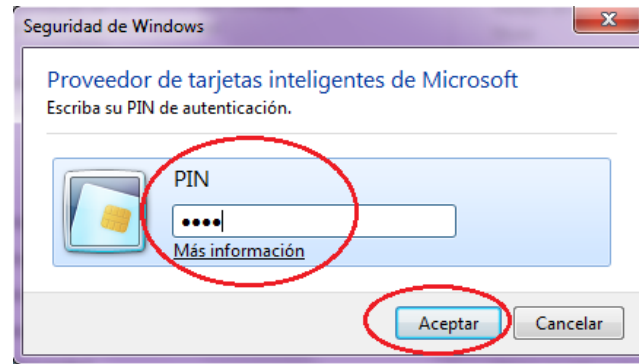 Seguridad de Windows
Proveedor de tarjetas inteligentes de Microsoft
Escriba su PIN de autenticación.
PIN
••••
Más información
Aceptar
Cancelar